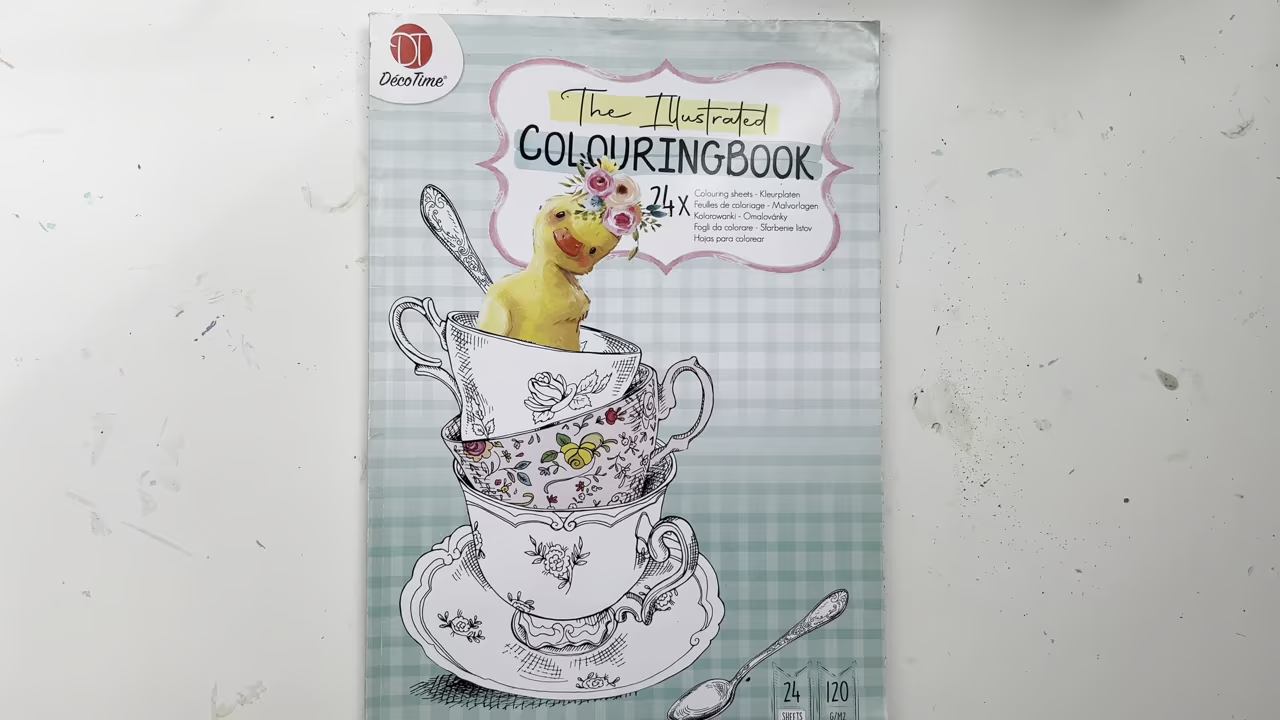 DT
DécoTime®
The Illustrated
COLOURINGBOOK
24x
Colouring sheets - Kleurplaten
Feuilles de coloriage - Malvorlagen
Kolorowanki - Omalovánky
Fogli da colorare - Sfarbenie listov
Hojas para colorear
24
SHEETS
120
G/M2